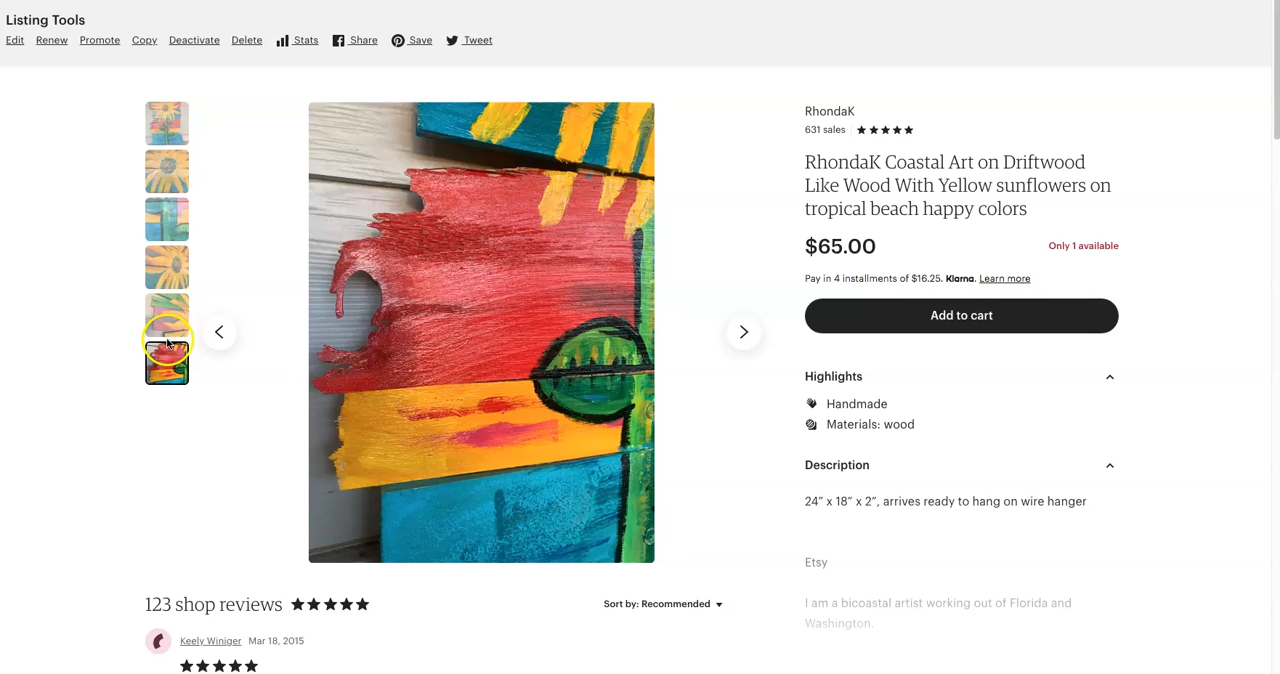 Listing Tools
Edit Renew Promote Copy Deactivate Delete Stats Share Save Tweet
RhondaK
631 sales
RhondaK Coastal Art on Driftwood
Like Wood With Yellow sunflowers on
tropical beach happy colors
$65.00 Only 1 available
Pay in 4 installments of $16.25. Klarna. Learn more
Add to cart
Highlights
Handmade
Materials: wood
Description
24” x 18” x 2”, arrives ready to hang on wire hanger
Etsy
I am a bicoastal artist working out of Florida and
Washington.
123 shop reviews
Sort by: Recommended
Keely Winiger Mar 18, 2015